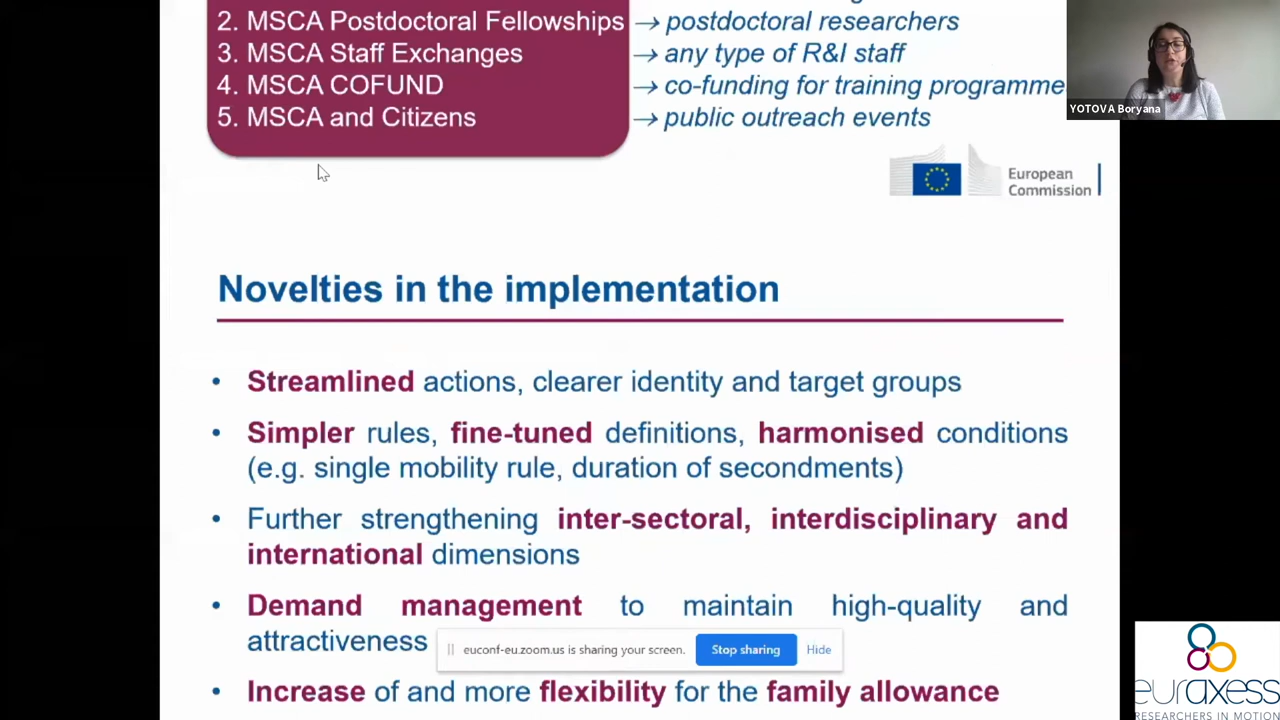 2. MSCA Postdoctoral Fellowships → postdoctoral researchers
3. MSCA Staff Exchanges → any type of R&I staff
4. MSCA COFUND → co-funding for training programme
5. MSCA and Citizens → public outreach events
YOTOVA Boryana
European
Commission
Novelties in the implementation
• Streamlined actions, clearer identity and target groups
• Simpler rules, fine-tuned definitions, harmonised conditions
(e.g. single mobility rule, duration of secondments)
• Further strengthening inter-sectoral, interdisciplinary and
international dimensions
• Demand management to maintain high-quality and
attractiveness
euconf-eu.zoom.us is sharing your screen. Stop sharing Hide
• Increase of and more flexibility for the family allowance
euraxess
RESEARCHERS IN MOTION